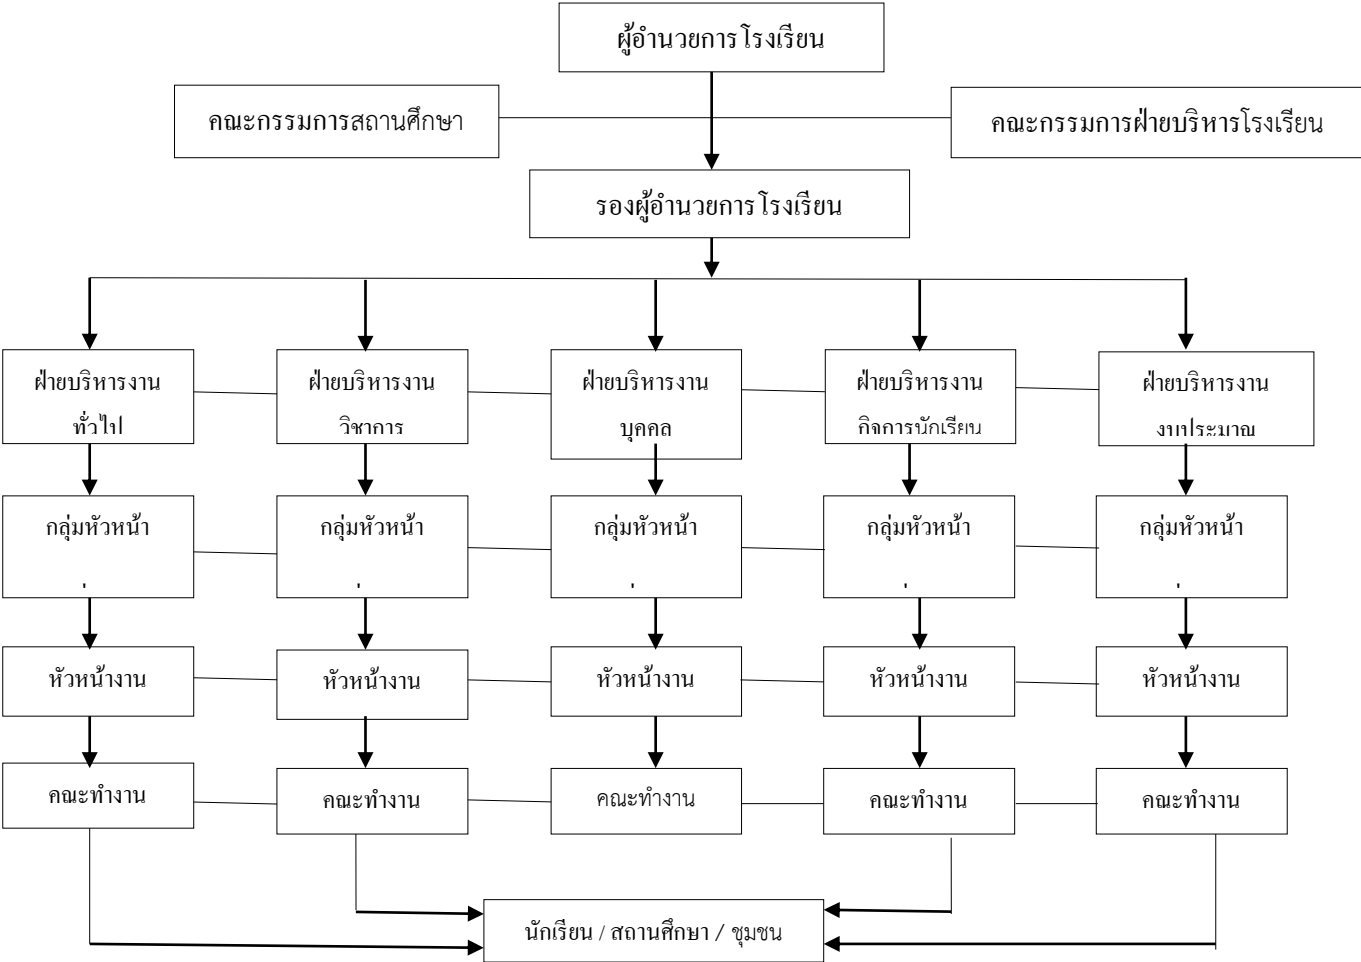 ผู้อำนวยการโรงเรียน
คณะกรรมการสถานศึกษา
คณะกรรมการฝ่ายบริหารโรงเรียน
รองผู้อำนวยการโรงเรียน
ฝ่ายบริหารงาน
ทั่วไป
ฝ่ายบริหารงาน
วิชาการ
ฝ่ายบริหารงาน
บุคคล
ฝ่ายบริหารงาน
กิจการนักเรียน
ฝ่ายบริหารงาน
งบประมาณ
กลุ่มหัวหน้า
กลุ่มหัวหน้า
กลุ่มหัวหน้า
กลุ่มหัวหน้า
กลุ่มหัวหน้า
หัวหน้างาน
หัวหน้างาน
หัวหน้างาน
หัวหน้างาน
หัวหน้างาน
คณะทำงาน
คณะทำงาน
คณะทำงาน
คณะทำงาน
คณะทำงาน
นักเรียน / สถานศึกษา / ชุมชน